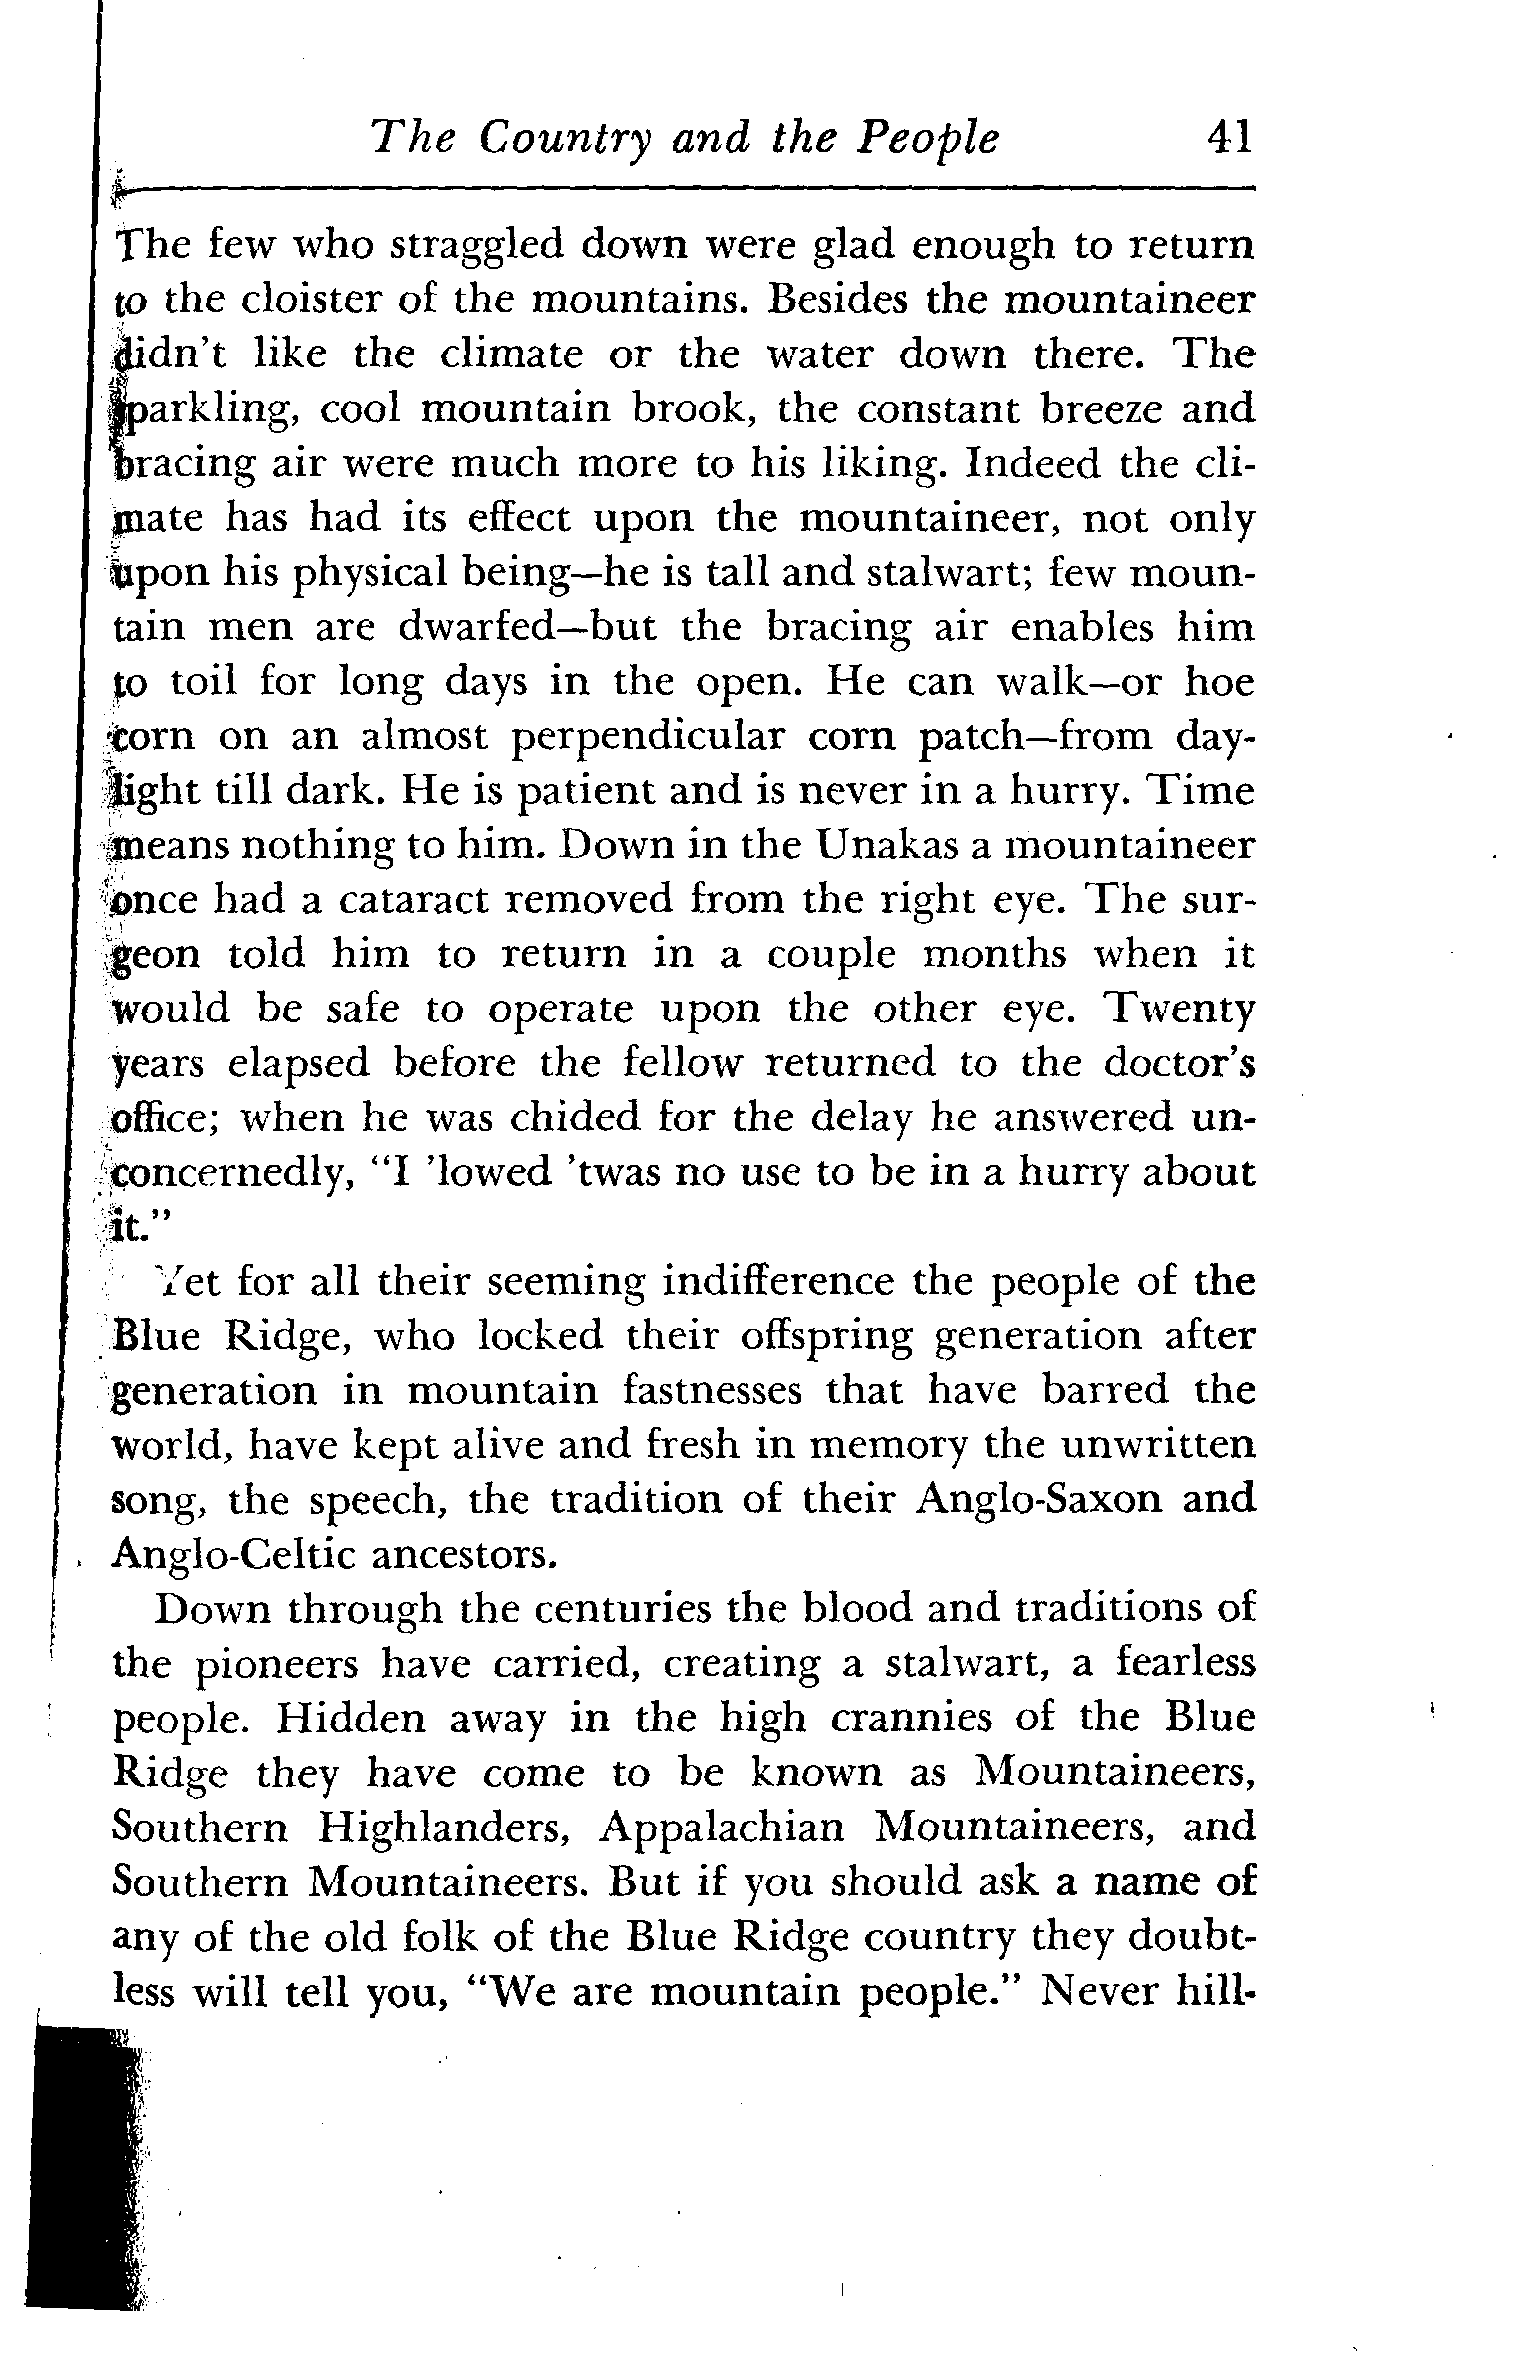 The Country and the People 41
The few who straggled down were glad enough to return
to the cloister of the mountains. Besides the mountaineer
didn't like the climate or the water down there. The
sparkling, cool mountain brook, the constant breeze and
bracing air were much more to his liking. Indeed the cli-
mate has had its effect upon the mountaineer, not only
upon his physical being—he is tall and stalwart; few moun-
tain men are dwarfed—but the bracing air enables him
to toil for long days in the open. He can walk—or hoe
corn on an almost perpendicular corn patch—from day-
light till dark. He is patient and is never in a hurry. Time
means nothing to him. Down in the Unakas a mountaineer
once had a cataract removed from the right eye. The sur-
geon told him to return in a couple months when it
would be safe to operate upon the other eye. Twenty
years elapsed before the fellow returned to the doctor's
office; when he was chided for the delay he answered un-
concernedly, "I 'lowed 'twas no use to be in a hurry about
it."
Yet for all their seeming indifference the people of the
Blue Ridge, who locked their offspring generation after
generation in mountain fastnesses that have barred the
world, have kept alive and fresh in memory the unwritten
song, the speech, the tradition of their Anglo-Saxon and
Anglo-Celtic ancestors.
Down through the centuries the blood and traditions of
the pioneers have carried, creating a stalwart, a fearless
people. Hidden away in the high crannies of the Blue
Ridge they have come to be known as Mountaineers,
Southern Highlanders, Appalachian Mountaineers, and
Southern Mountaineers. But if you should ask a name of
any of the old folk of the Blue Ridge country they doubt-
less will tell you, "We are mountain people." Never hill-